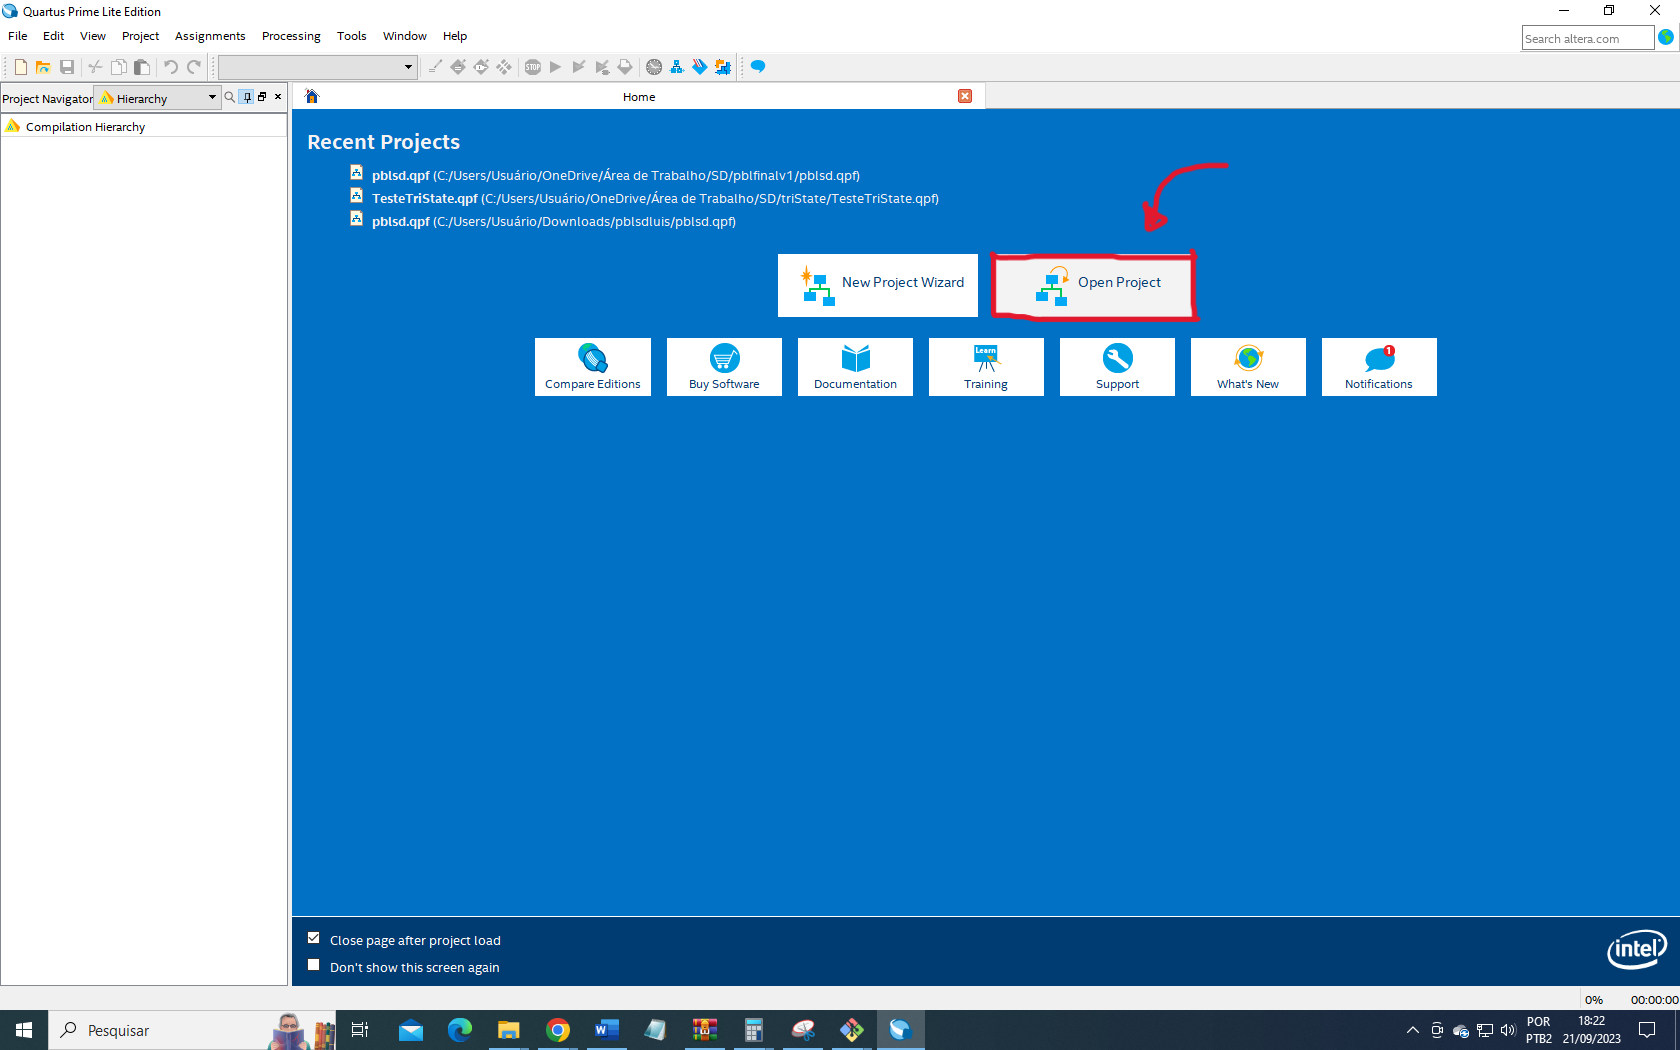 Quartus Prime Lite Edition
File Edit View Project Assignments Processing Tools Window Help
Search altera.com
STOP
Project Navigator Hierarchy
Home
Compilation Hierarchy
Recent Projects
pblsd.qpf (C:/Users/Usuário/OneDrive/Área de Trabalho/SD/pblfinalv1/pblsd.qpf)
TesteTriState.qpf (C:/Users/Usuário/OneDrive/Área de Trabalho/SD/triState/TesteTriState.qpf)
pblsd.qpf (C:/Users/Usuário/Downloads/pblsdluis/pblsd.qpf)
New Project Wizard
Open Project
Compare Editions
Buy Software
Documentation
Learn
Training
Support
What's New
1
Notifications
Close page after project load
Don't show this screen again
intel
0% 00:00:00
Pesquisar
POR
PTB2
18:22
21/09/2023